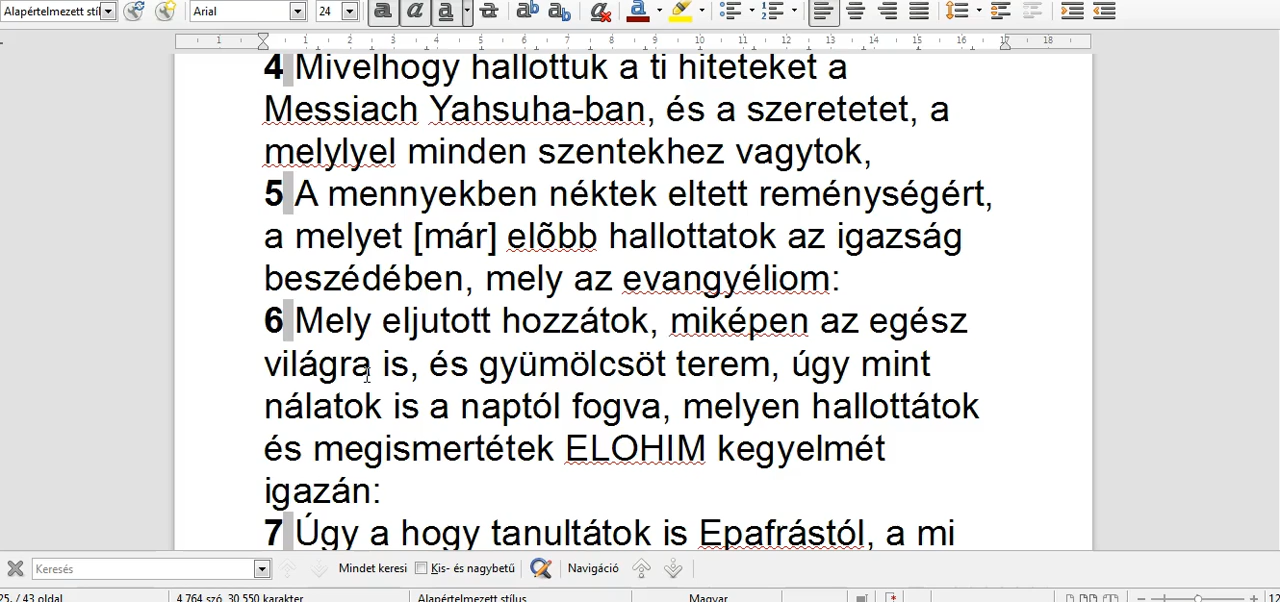 Alapértelmezett stíl Arial 24
1 1 2 3 4 5 6 7 8 9 10 11 12 13 14 15 16 17 18
4 Mivelhogy hallottuk a ti hiteteket a
Messiach Yahsuha-ban, és a szeretetet, a
melylyel minden szentekhez vagytok,
5 A mennyekben néktek eltett reménységért,
a melyet [már] elõbb hallottatok az igazság
beszédében, mely az evangyéliom:
6 Mely eljutott hozzátok, miképen az egész
világra is, és gyümölcsöt terem, úgy mint
nálatok is a naptól fogva, melyen hallottátok
és megismertétek ELOHIM kegyelmét
igazán:
7 Úgy a hogy tanultátok is Epafrástól, a mi
Keresés Mindet keresi Kis- és nagybetű Navigáció
25. / 43 oldal 4 764 szó, 30 550 karakter Alapértelmezett stílus Magyar